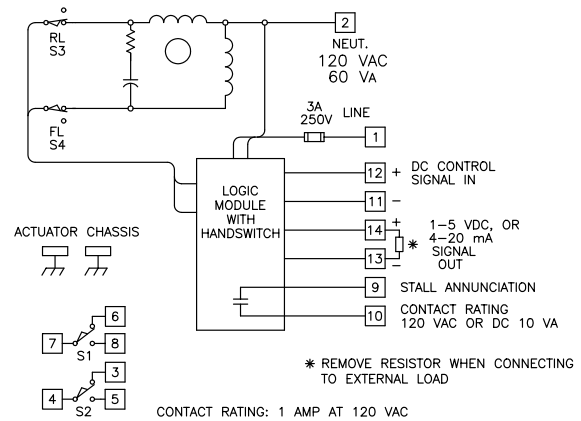 RL
S3
2
NEUT.
120 VAC
60 VA
3A
250V
LINE
1
FL
S4
12 + DC CONTROL
SIGNAL IN
11 −
LOGIC
MODULE
WITH
HANDSWITCH
14 + 1−5 VDC, OR
4−20 mA
* SIGNAL
OUT
13 −
ACTUATOR CHASSIS
9 STALL ANNUNCIATION
10 CONTACT RATING
120 VAC OR DC 10 VA
6
7 S1 8
3
4 S2 5
* REMOVE RESISTOR WHEN CONNECTING
TO EXTERNAL LOAD
CONTACT RATING: 1 AMP AT 120 VAC